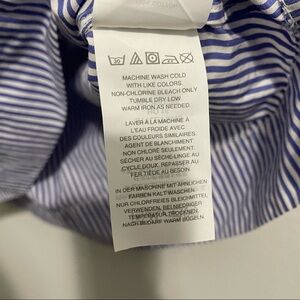 30
MACHINE WASH COLD
WITH LIKE COLORS.
NON-CHLORINE BLEACH ONLY
TUMBLE DRY LOW
WARM IRON AS NEEDED.
LAVER À LA MACHINE À
L'EAU FROIDE AVEC
DES COULEURS SIMILAIRES.
AGENT DE BLANCHIMENT
NON CHLORÉ SEULEMENT.
SÉCHER AU SÈCHE-LINGE AU
CYCLE DOUX. REPASSER AU
FER TIÈDE AU BESOIN.
IN DER MASCHINE MIT ÄHNLICHEN
FARBEN KALT WASCHEN
NUR CHLORFREIES BLEICHMITTEL
VERWENDEN. BEI NIEDRIGER
TEMPERATUR TROCKNEN.
NACH BEDARF WARM BÜGELN.